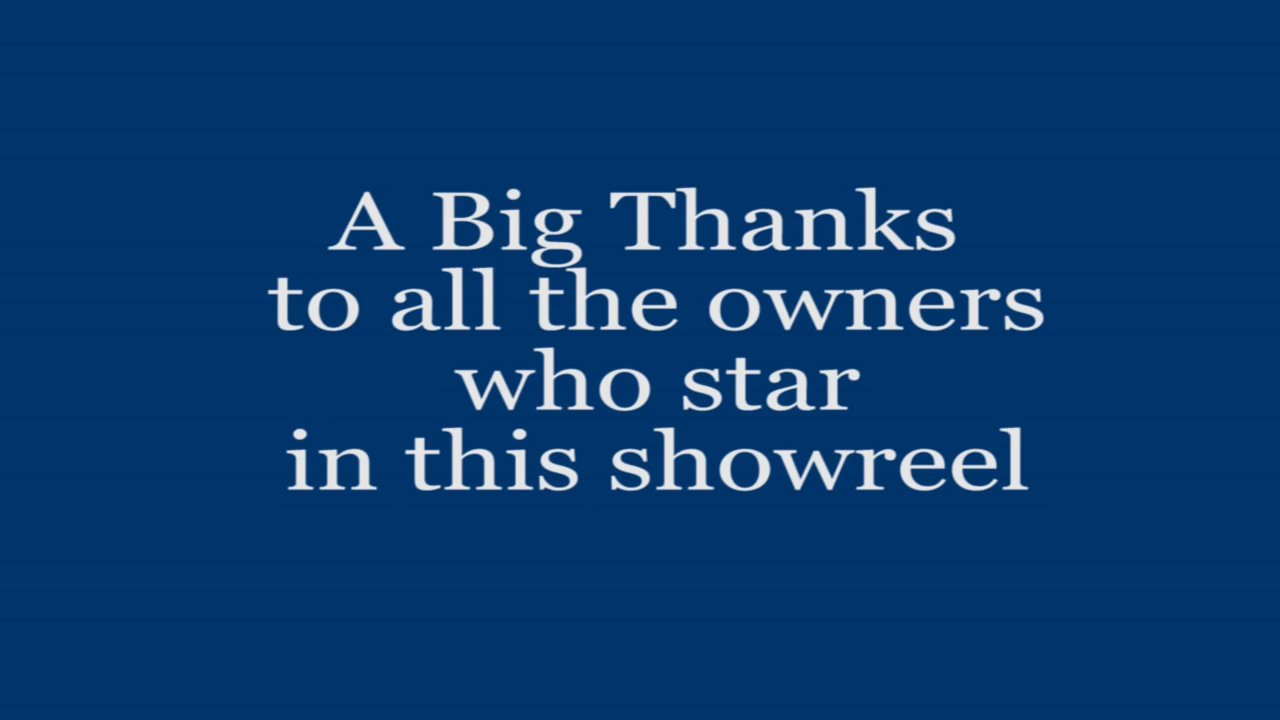 A Big Thanks
to all the owners
who star
in this showreel